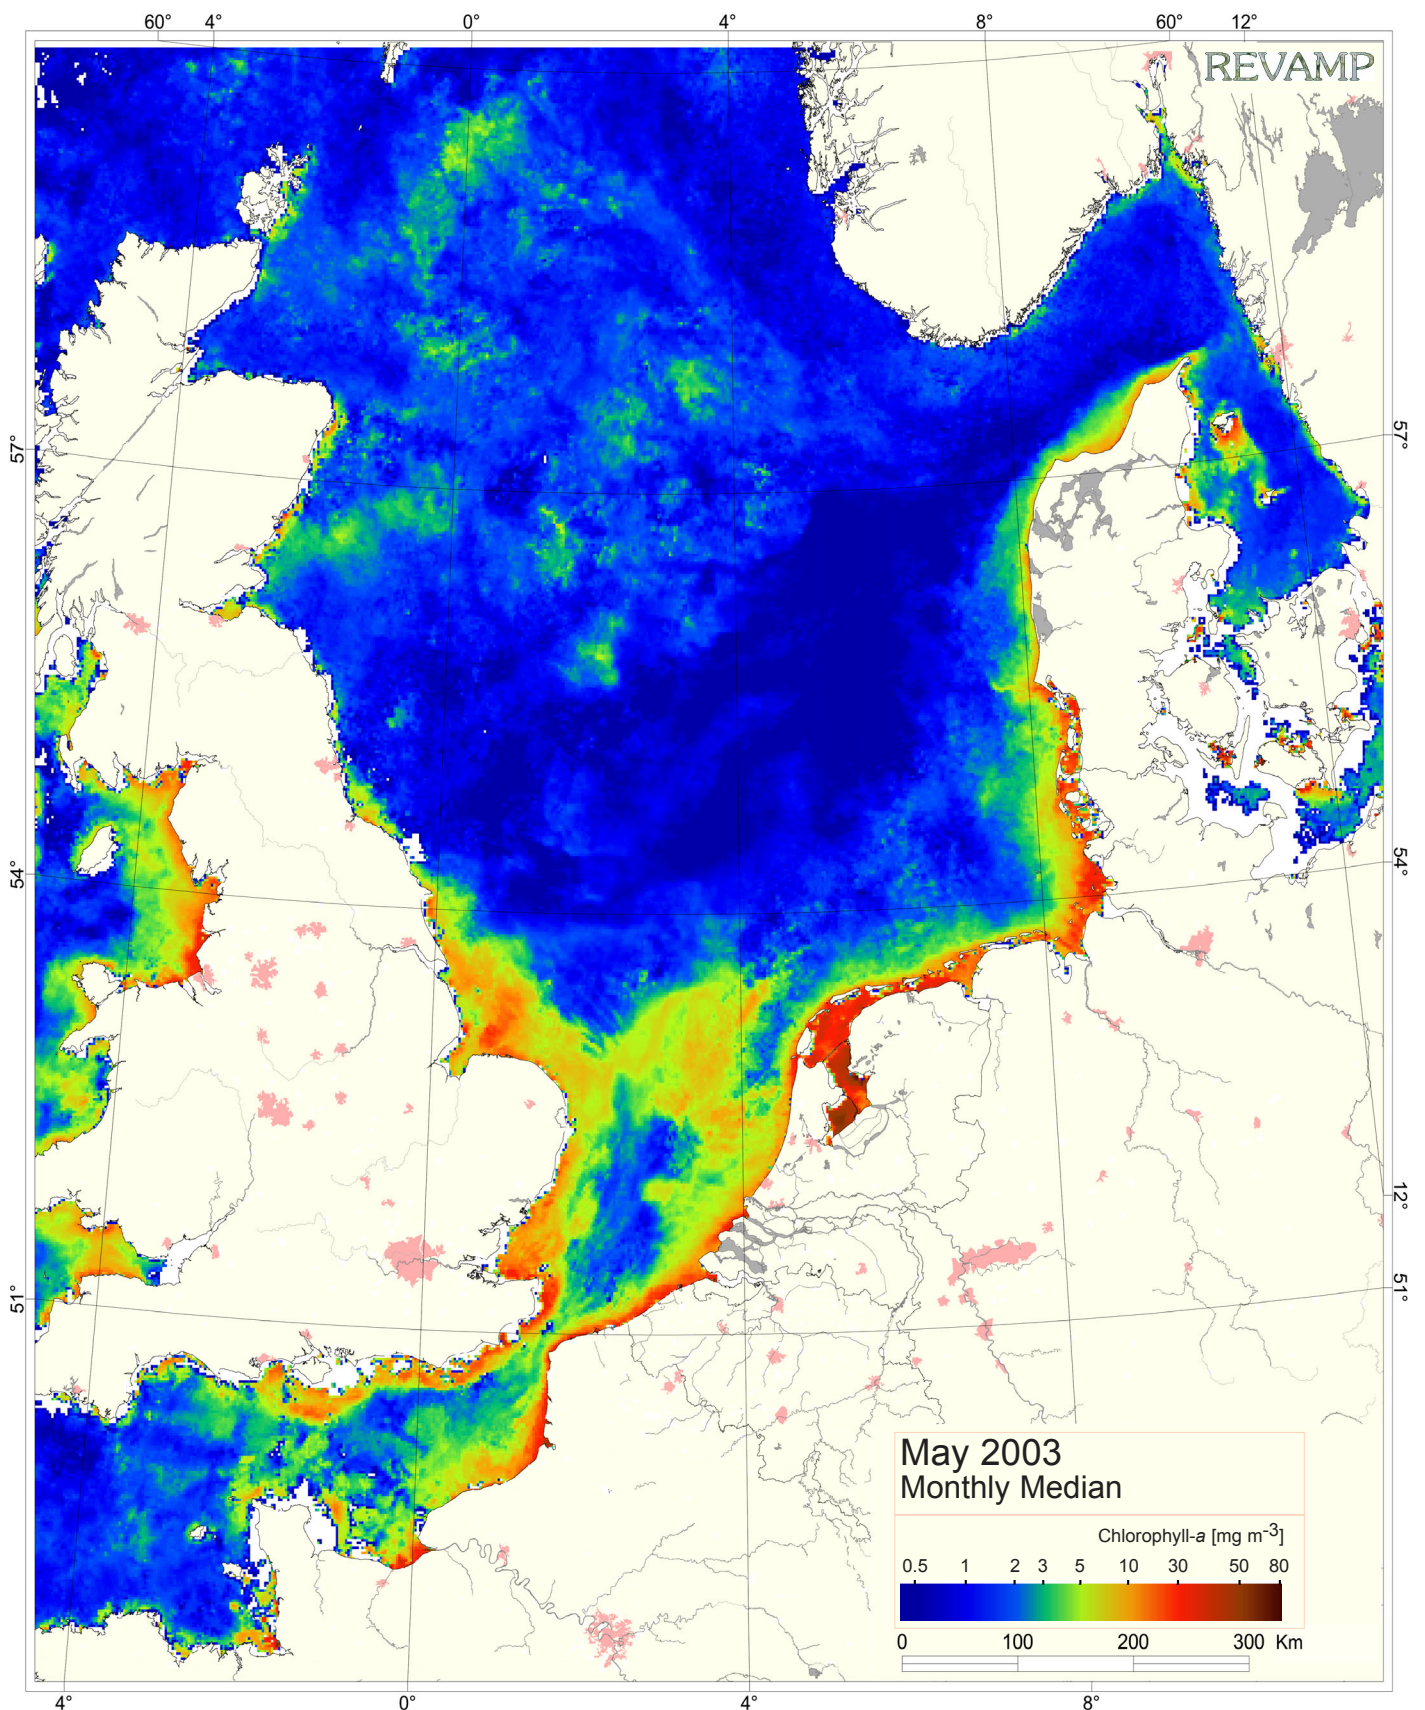 60° 4° 0° 4° 8° 60° 12°
REVAMP
57° 57°
54° 54°
12°
51° 51°
May 2003
Monthly Median
Chlorophyll-a [mg m-3]
0.5 1 2 3 5 10 30 50 80
0 100 200 300 Km
4° 0° 4° 8°